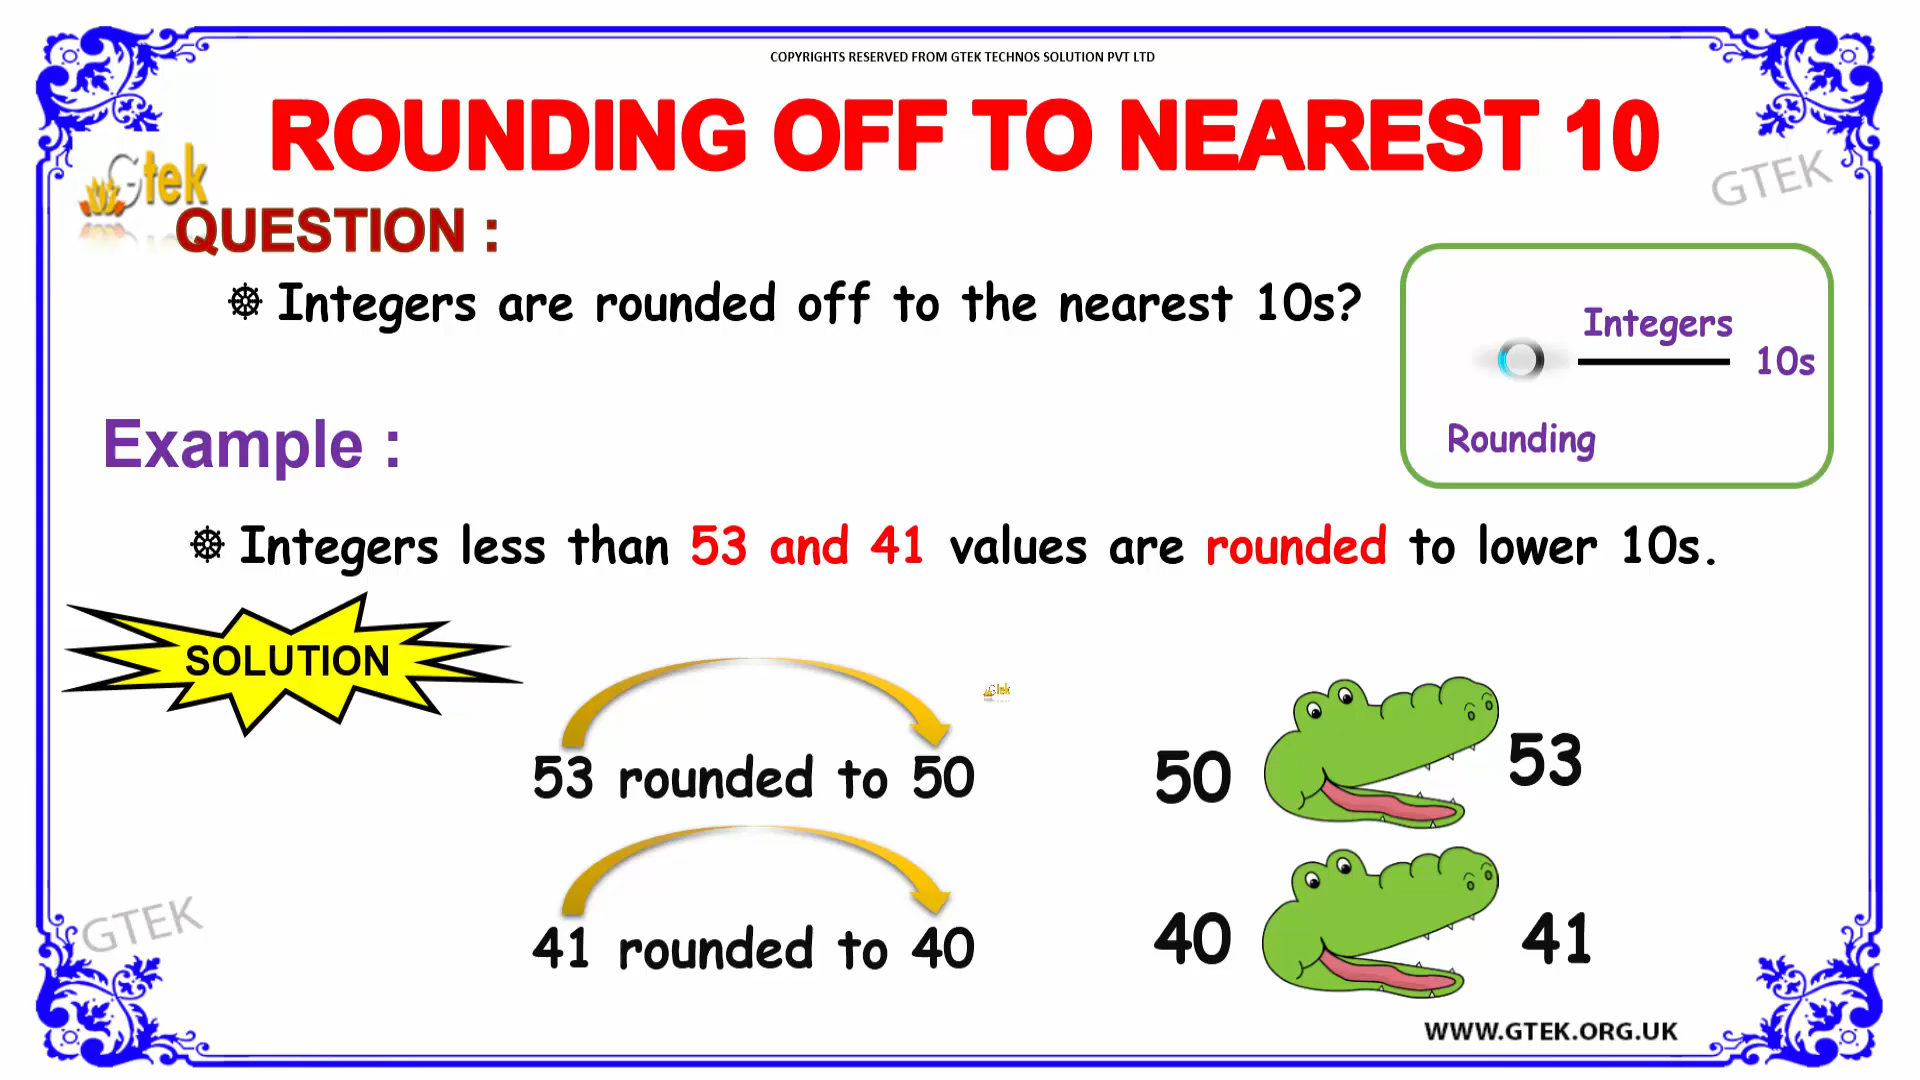 COPYRIGHTS RESERVED FROM GTEK TECHNOS SOLUTION PVT LTD
ROUNDING OFF TO NEAREST 10
Gtek
GTEK
QUESTION :
Integers are rounded off to the nearest 10s?
Integers
10s
Rounding
Example :
Integers less than 53 and 41 values are rounded to lower 10s.
SOLUTION
Gtek
53 rounded to 50
50 53
41 rounded to 40
40 41
GTEK
WWW.GTEK.ORG.UK